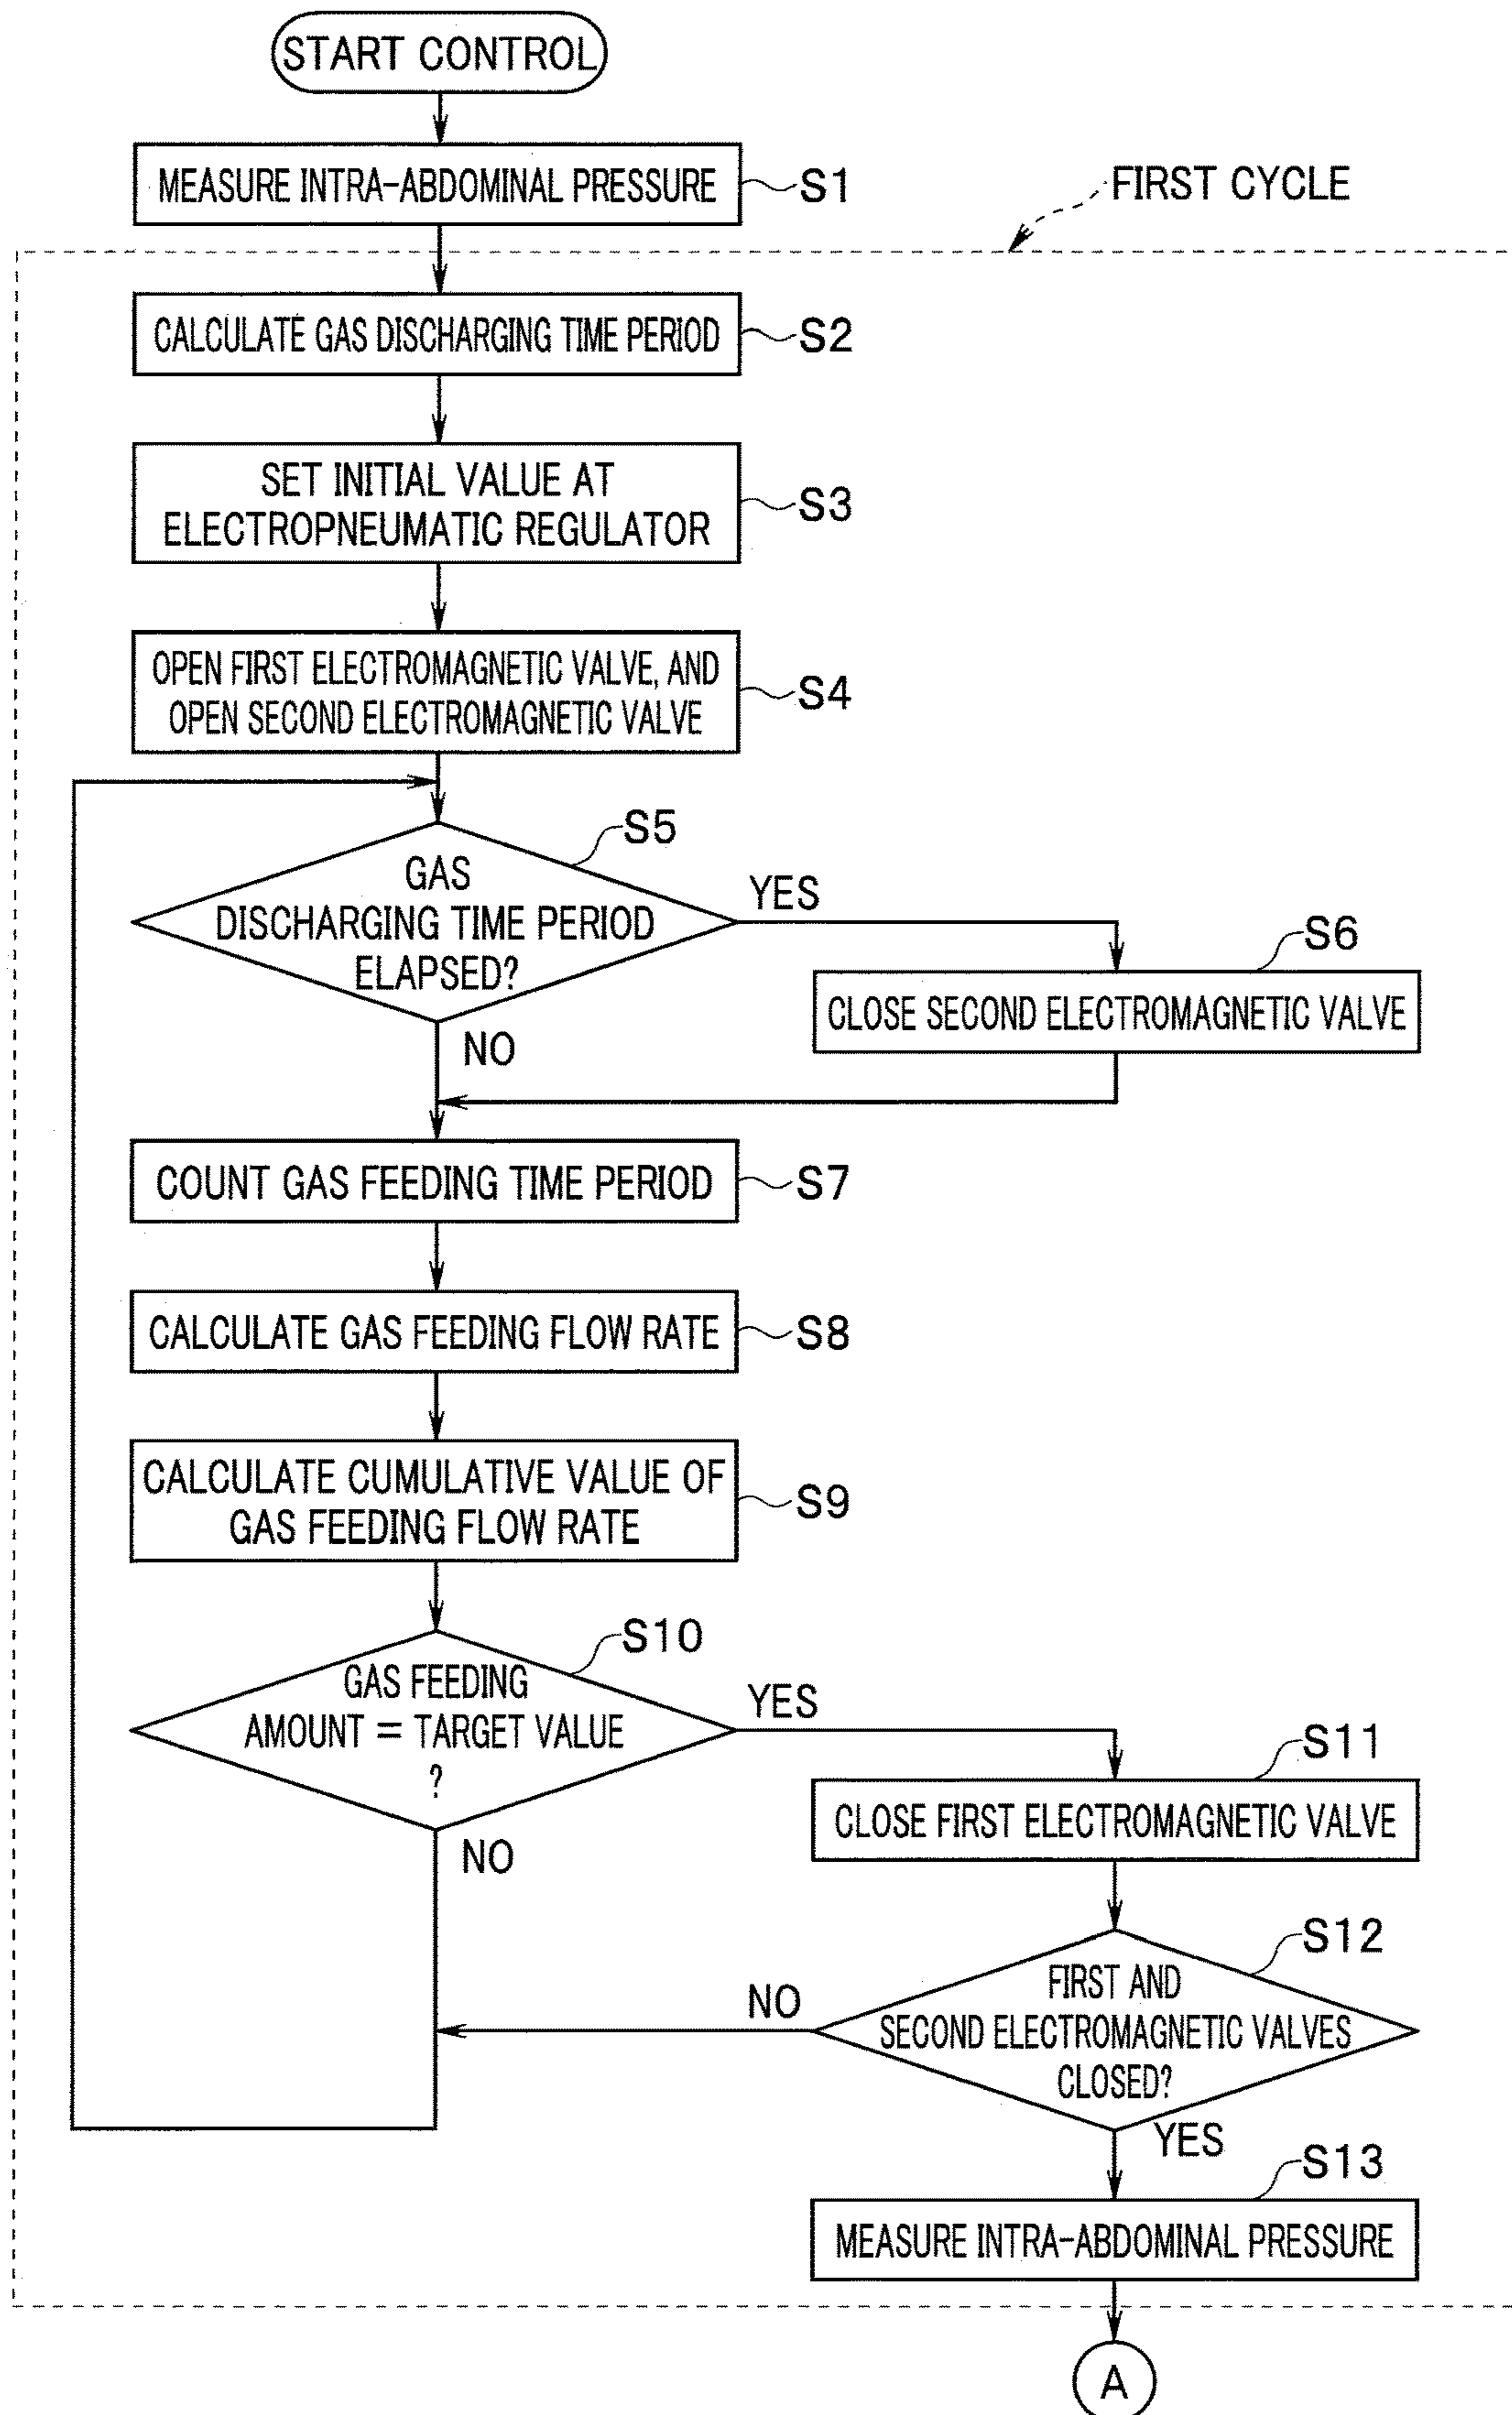 START CONTROL
MEASURE INTRA-ABDOMINAL PRESSURE
S1
FIRST CYCLE
CALCULATE GAS DISCHARGING TIME PERIOD
S2
SET INITIAL VALUE AT
ELECTROPNEUMATIC REGULATOR
S3
OPEN FIRST ELECTROMAGNETIC VALVE, AND
OPEN SECOND ELECTROMAGNETIC VALVE
S4
GAS
DISCHARGING TIME PERIOD
ELAPSED?
S5
YES
NO
S6
CLOSE SECOND ELECTROMAGNETIC VALVE
COUNT GAS FEEDING TIME PERIOD
S7
CALCULATE GAS FEEDING FLOW RATE
S8
CALCULATE CUMULATIVE VALUE OF
GAS FEEDING FLOW RATE
S9
S10
GAS FEEDING
AMOUNT = TARGET VALUE
?
YES
NO
S11
CLOSE FIRST ELECTROMAGNETIC VALVE
S12
FIRST AND
SECOND ELECTROMAGNETIC VALVES
CLOSED?
NO
YES
S13
MEASURE INTRA-ABDOMINAL PRESSURE
A